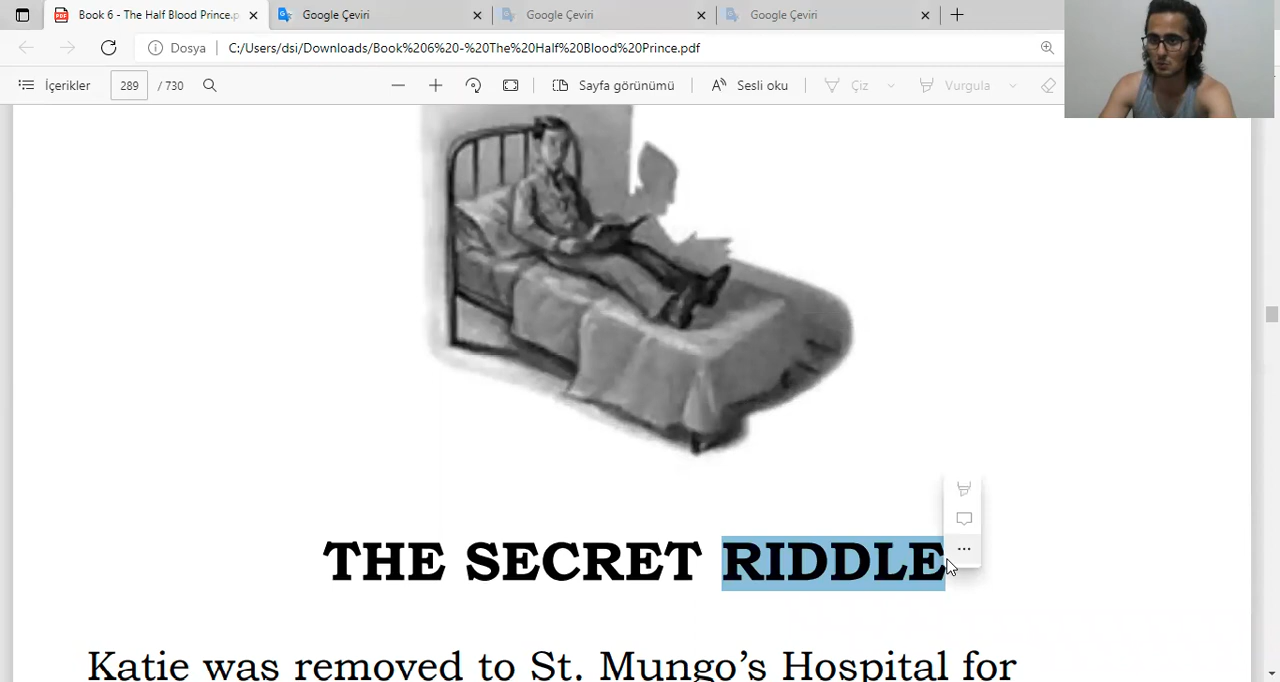 Book 6 - The Half Blood Prince.p
Google Çeviri
Google Çeviri
Google Çeviri
Dosya
C:/Users/dsi/Downloads/Book%206%20-%20The%20Half%20Blood%20Prince.pdf
İçerikler
289
/ 730
Sayfa görünümü
Sesli oku
Çiz
Vurgula
THE SECRET RIDDLE
Katie was removed to St. Mungo’s Hospital for